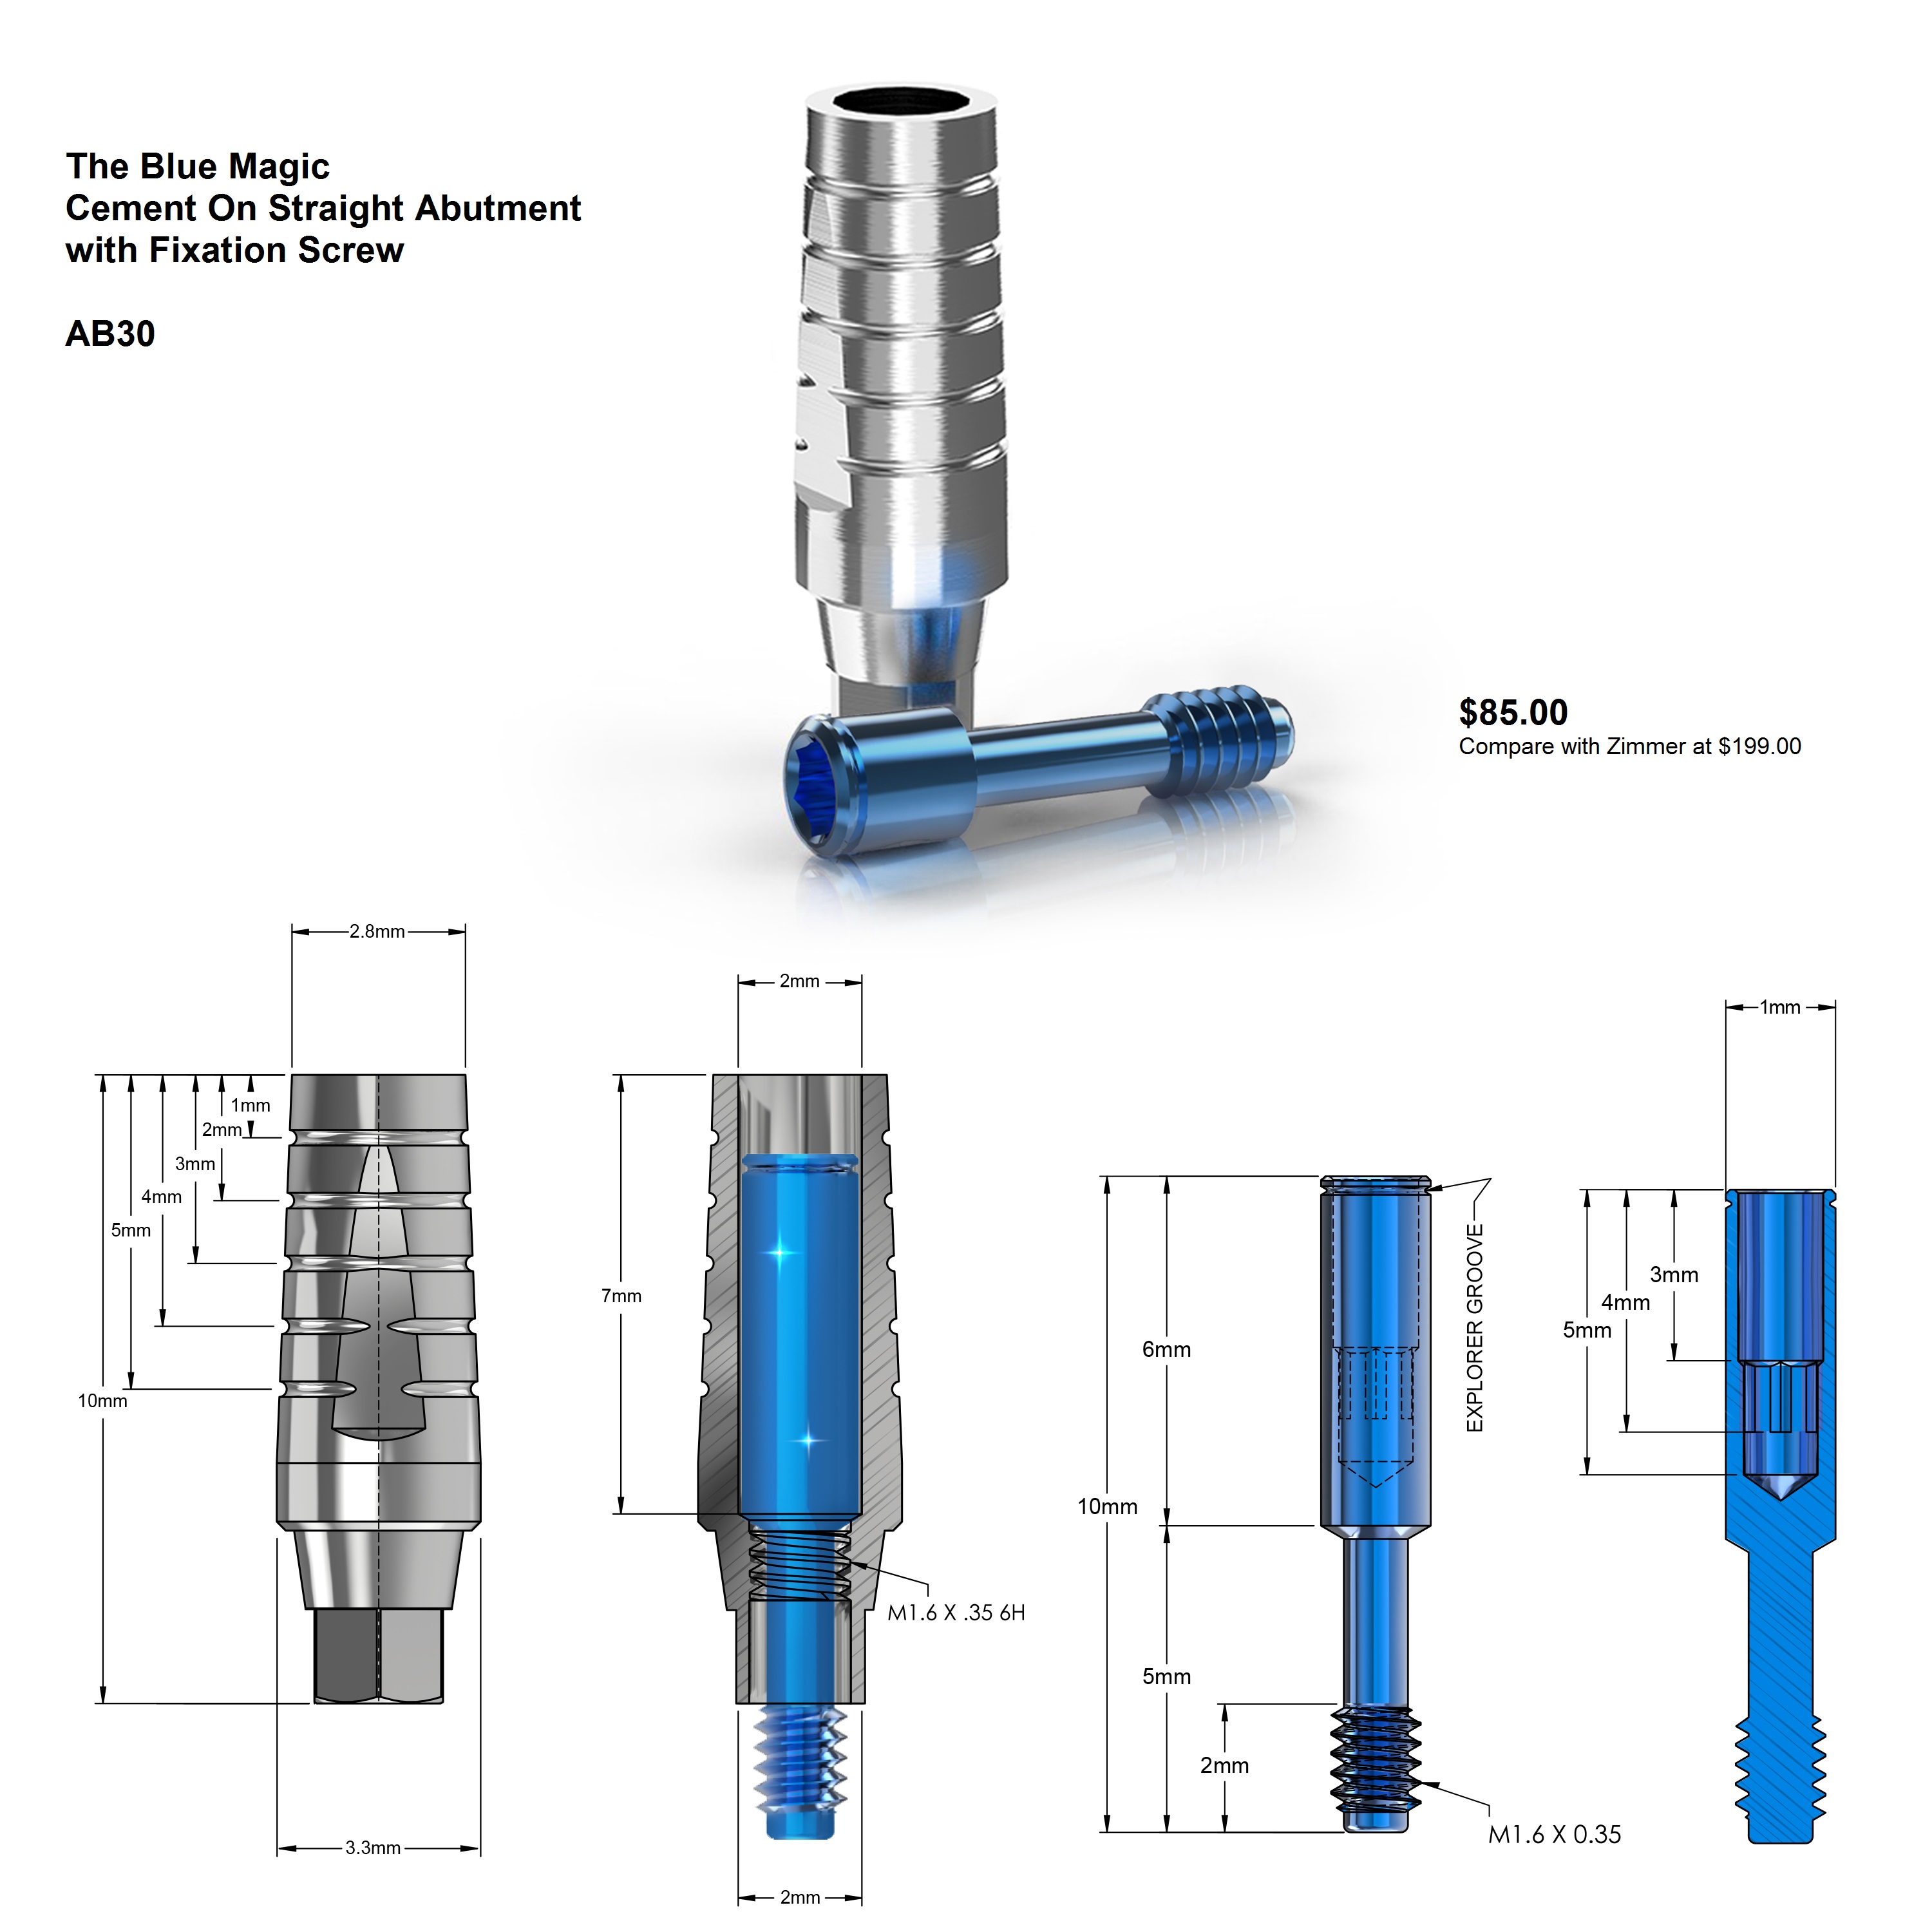 The Blue Magic
Cement On Straight Abutment
with Fixation Screw
AB30
$85.00
Compare with Zimmer at $199.00
2.8mm
1mm
2mm
3mm
4mm
5mm
10mm
3.3mm
2mm
7mm
M1.6 X .35 6H
2mm
6mm
10mm
5mm
2mm
EXPLORER GROOVE
M1.6 X 0.35
1mm
3mm
4mm
5mm